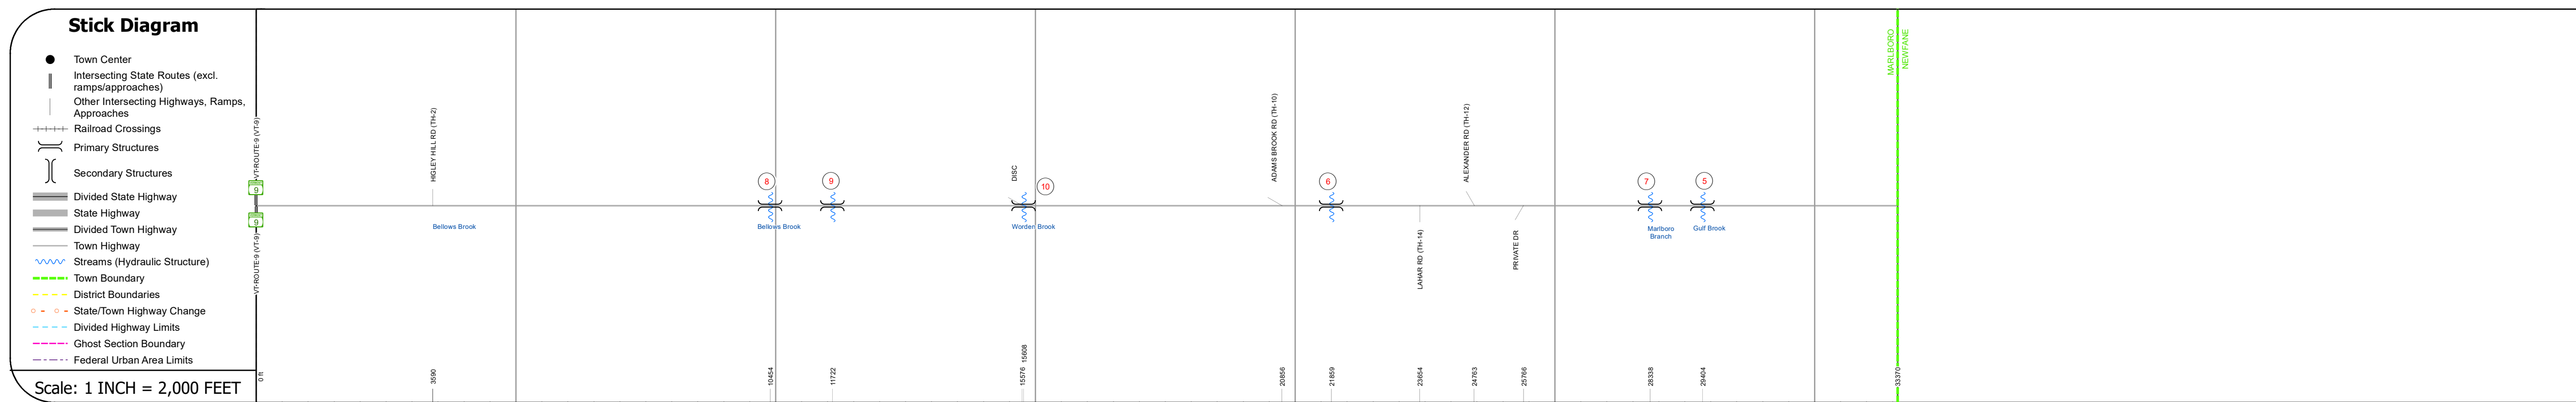 Stick Diagram
Town Center
Intersecting State Routes (excl.
ramps/approaches)
Other Intersecting Highways, Ramps,
Approaches
Railroad Crossings
Primary Structures
Secondary Structures
Divided State Highway
State Highway
Divided Town Highway
Town Highway
Streams (Hydraulic Structure)
Town Boundary
District Boundaries
State/Town Highway Change
Divided Highway Limits
Ghost Section Boundary
Federal Urban Area Limits
Scale: 1 INCH = 2,000 FEET
VT-ROUTE-9 (VT-9)
9
9
VT-ROUTE-9 (VT-9)
HIGLEY HILL RD (TH-2)
Bellows Brook
8
Bellows Brook
9
DISC
10
Worden Brook
ADAMS BROOK RD (TH-10)
6
LAHAR RD (TH-14)
ALEXANDER RD (TH-12)
PRIVATE DR
7
Marlboro
Branch
5
Gulf Brook
MARLBORO
NEWFANE
0 ft
3590
10454
11722
15576
15608
20856
21859
23654
24763
25766
28338
29404
33370